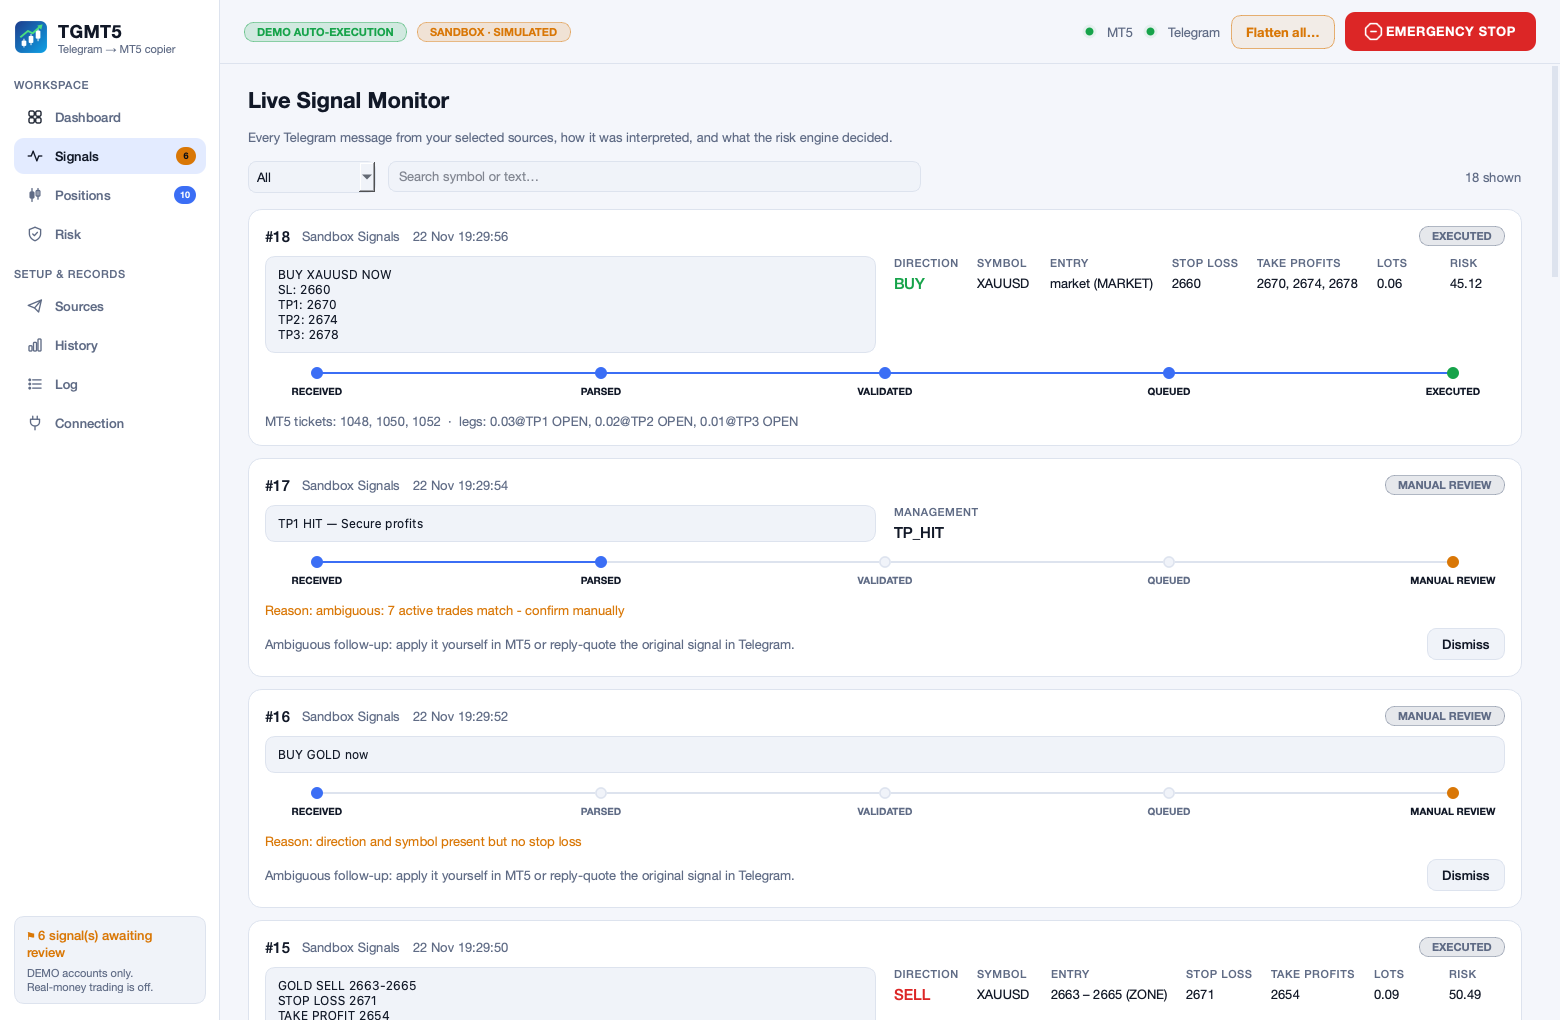 TGMT5
Telegram → MT5 copier
WORKSPACE
Dashboard
Signals
6
Positions
10
Risk
SETUP & RECORDS
Sources
History
Log
Connection
⚑ 6 signal(s) awaiting
review
DEMO accounts only.
Real-money trading is off.
DEMO AUTO-EXECUTION
SANDBOX · SIMULATED
MT5
Telegram
Flatten all...
EMERGENCY STOP
Live Signal Monitor
Every Telegram message from your selected sources, how it was interpreted, and what the risk engine decided.
All
Search symbol or text...
18 shown
#18 Sandbox Signals 22 Nov 19:29:56
EXECUTED
BUY XAUUSD NOW
SL: 2660
TP1: 2670
TP2: 2674
TP3: 2678
DIRECTION SYMBOL ENTRY STOP LOSS TAKE PROFITS LOTS RISK
BUY XAUUSD market (MARKET) 2660 2670, 2674, 2678 0.06 45.12
RECEIVED PARSED VALIDATED QUEUED EXECUTED
MT5 tickets: 1048, 1050, 1052 · legs: 0.03@TP1 OPEN, 0.02@TP2 OPEN, 0.01@TP3 OPEN
#17 Sandbox Signals 22 Nov 19:29:54
MANUAL REVIEW
TP1 HIT — Secure profits
MANAGEMENT
TP_HIT
RECEIVED PARSED VALIDATED QUEUED MANUAL REVIEW
Reason: ambiguous: 7 active trades match - confirm manually
Ambiguous follow-up: apply it yourself in MT5 or reply-quote the original signal in Telegram.
Dismiss
#16 Sandbox Signals 22 Nov 19:29:52
MANUAL REVIEW
BUY GOLD now
RECEIVED PARSED VALIDATED QUEUED MANUAL REVIEW
Reason: direction and symbol present but no stop loss
Ambiguous follow-up: apply it yourself in MT5 or reply-quote the original signal in Telegram.
Dismiss
#15 Sandbox Signals 22 Nov 19:29:50
EXECUTED
GOLD SELL 2663-2665
STOP LOSS 2671
TAKE PROFIT 2654
DIRECTION SYMBOL ENTRY STOP LOSS TAKE PROFITS LOTS RISK
SELL XAUUSD 2663 – 2665 (ZONE) 2671 2654 0.09 50.49